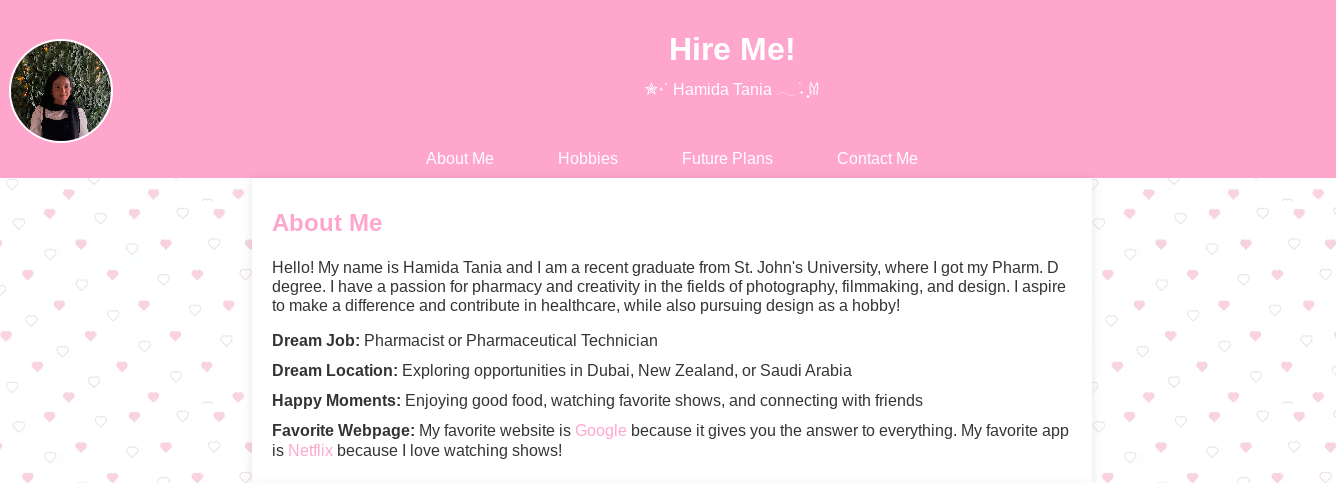 Hire Me!
✮⋆˙ Hamida Tania 𓂃 ࣪˖ ִֶָ𐀔
About Me
Hobbies
Future Plans
Contact Me
About Me
Hello! My name is Hamida Tania and I am a recent graduate from St. John's University, where I got my Pharm. D
degree. I have a passion for pharmacy and creativity in the fields of photography, filmmaking, and design. I aspire
to make a difference and contribute in healthcare, while also pursuing design as a hobby!
Dream Job: Pharmacist or Pharmaceutical Technician
Dream Location: Exploring opportunities in Dubai, New Zealand, or Saudi Arabia
Happy Moments: Enjoying good food, watching favorite shows, and connecting with friends
Favorite Webpage: My favorite website is Google because it gives you the answer to everything. My favorite app
is Netflix because I love watching shows!